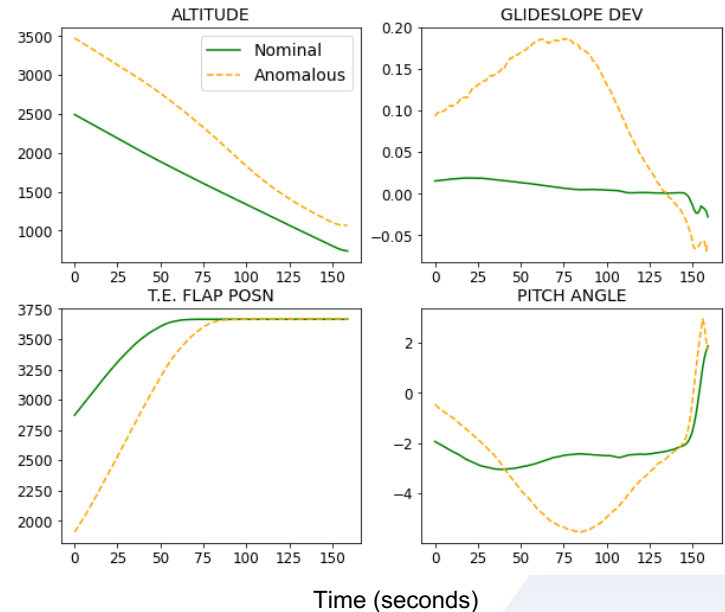 ALTITUDE
3500
3000
2500
2000
1500
1000
0 25 50 75 100 125 150
Nominal
Anomalous
GLIDESLOPE DEV
0.20
0.15
0.10
0.05
0.00
−0.05
0 25 50 75 100 125 150
T.E. FLAP POSN
3750
3500
3250
3000
2750
2500
2250
2000
0 25 50 75 100 125 150
PITCH ANGLE
2
0
−2
−4
0 25 50 75 100 125 150
Time (seconds)